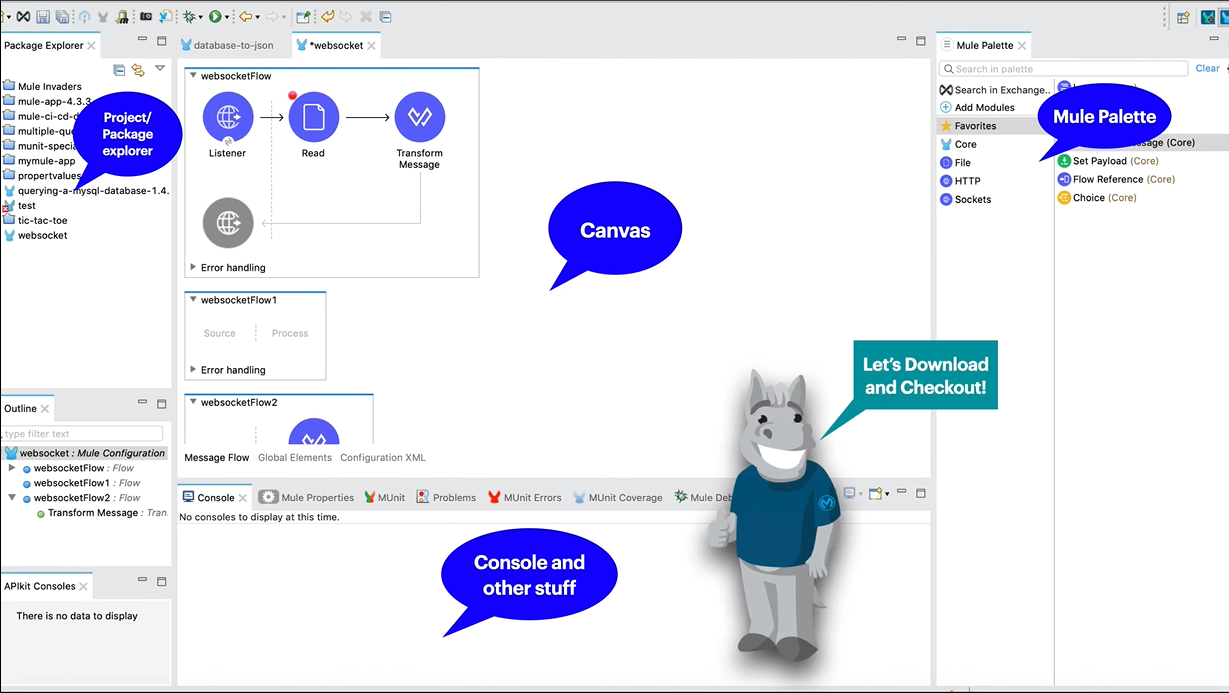 Package Explorer
database-to-json
*websocket
Mule Palette
Search in palette
Clear
Mule Invaders
mule-app-4.3.3
mule-ci-cd-d
multiple-que
munit-specia
mymule-app
propertvalues
querying-a-mysql-database-1.4.
test
tic-tac-toe
websocket
Project/
Package
explorer
websocketFlow
Listener
Read
Transform
Message
Error handling
websocketFlow1
Source
Process
Error handling
websocketFlow2
Message Flow
Global Elements
Configuration XML
Canvas
Search in Exchange..
Add Modules
Favorites
Core
File
HTTP
Sockets
Mule Palette
ssage (Core)
Set Payload (Core)
Flow Reference (Core)
Choice (Core)
Let's Download
and Checkout!
Outline
type filter text
websocket : Mule Configuration
websocketFlow : Flow
websocketFlow1 : Flow
websocketFlow2 : Flow
Transform Message : Tran
Console
Mule Properties
MUnit
Problems
MUnit Errors
MUnit Coverage
Mule Deb
No consoles to display at this time.
Console and
other stuff
APIkit Consoles
There is no data to display